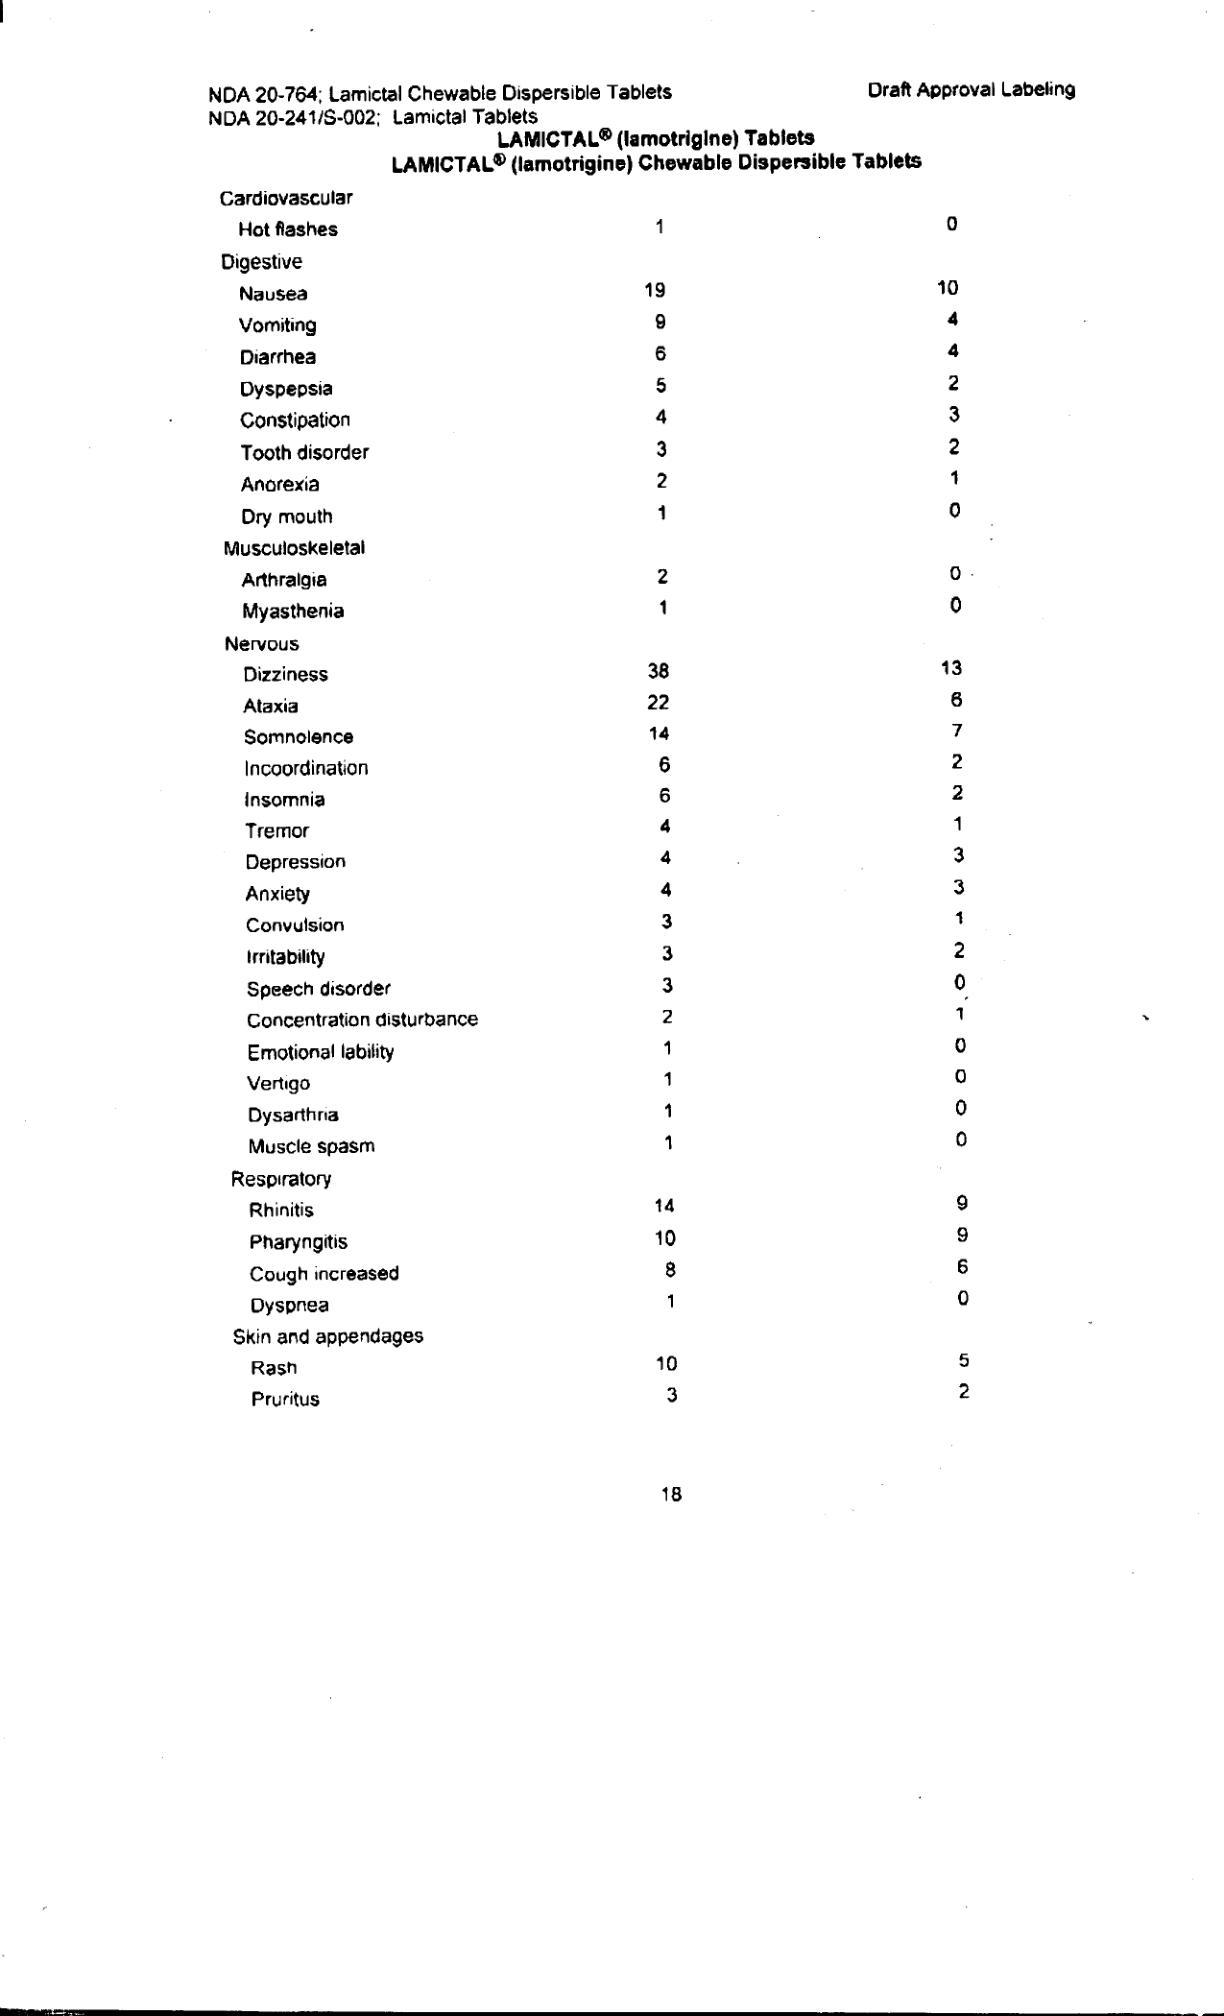 NDA 20-764; Lamictal Chewable Dispersible Tablets Draft Approval Labeling
NDA 20-241/S-002; Lamictal Tablets
LAMICTAL® (lamotrigine) Tablets
LAMICTAL® (lamotrigine) Chewable Dispersible Tablets
Cardiovascular
Hot flashes 1 0
Digestive
Nausea 19 10
Vomiting 9 4
Diarrhea 6 4
Dyspepsia 5 2
Constipation 4 3
Tooth disorder 3 2
Anorexia 2 1
Dry mouth 1 0
Musculoskeletal
Arthralgia 2 0
Myasthenia 1 0
Nervous
Dizziness 38 13
Ataxia 22 6
Somnolence 14 7
Incoordination 6 2
Insomnia 6 2
Tremor 4 1
Depression 4 3
Anxiety 4 3
Convulsion 3 1
Irritability 3 2
Speech disorder 3 0
Concentration disturbance 2 1
Emotional lability 1 0
Vertigo 1 0
Dysarthria 1 0
Muscle spasm 1 0
Respiratory
Rhinitis 14 9
Pharyngitis 10 9
Cough increased 8 6
Dyspnea 1 0
Skin and appendages
Rash 10 5
Pruritus 3 2
18